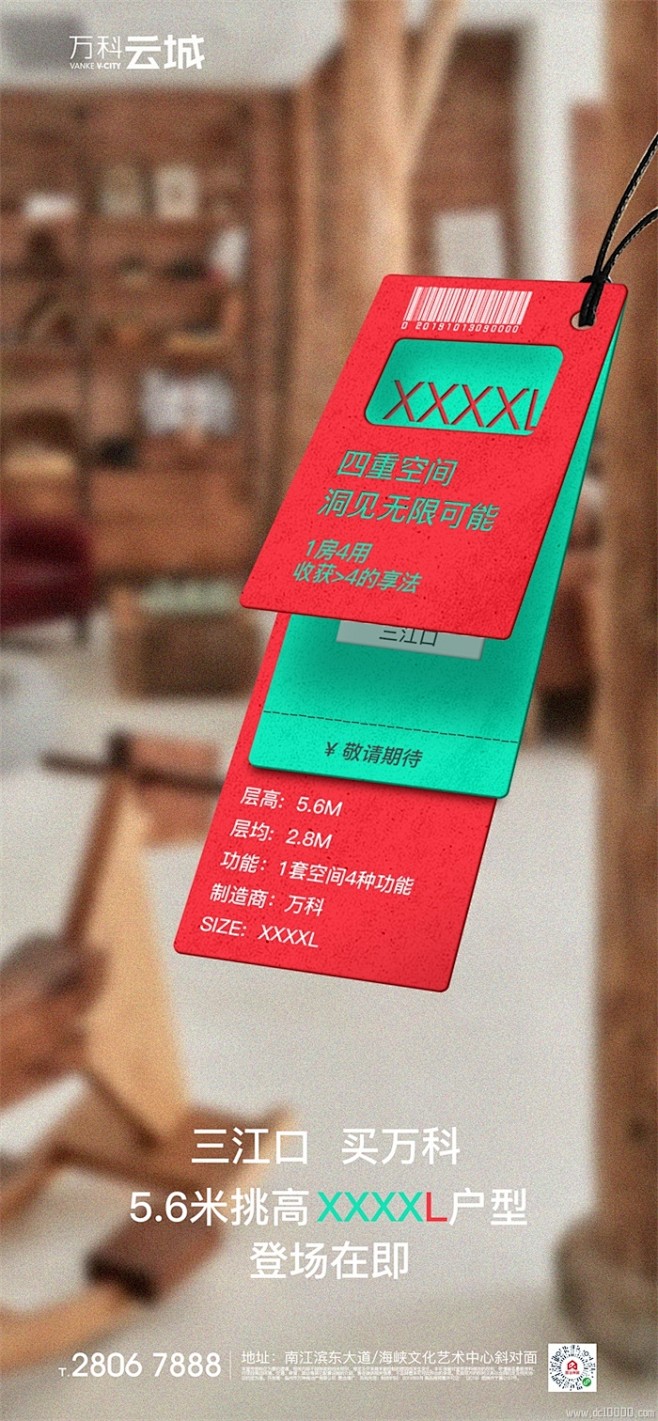 万科云城
VANKE V-CITY
0 20191013090000
XXXXL
四重空间
洞见无限可能
1房4用
收获>4的享法
三江口
¥ 敬请期待
层高：5.6M
层均：2.8M
功能：1套空间4种功能
制造商：万科
SIZE：XXXXL
三江口 买万科
5.6米挑高XXXXL户型
登场在即
T. 2806 7888
地址：南江滨东大道/海峡文化艺术中心斜对面
www.dc10000.com